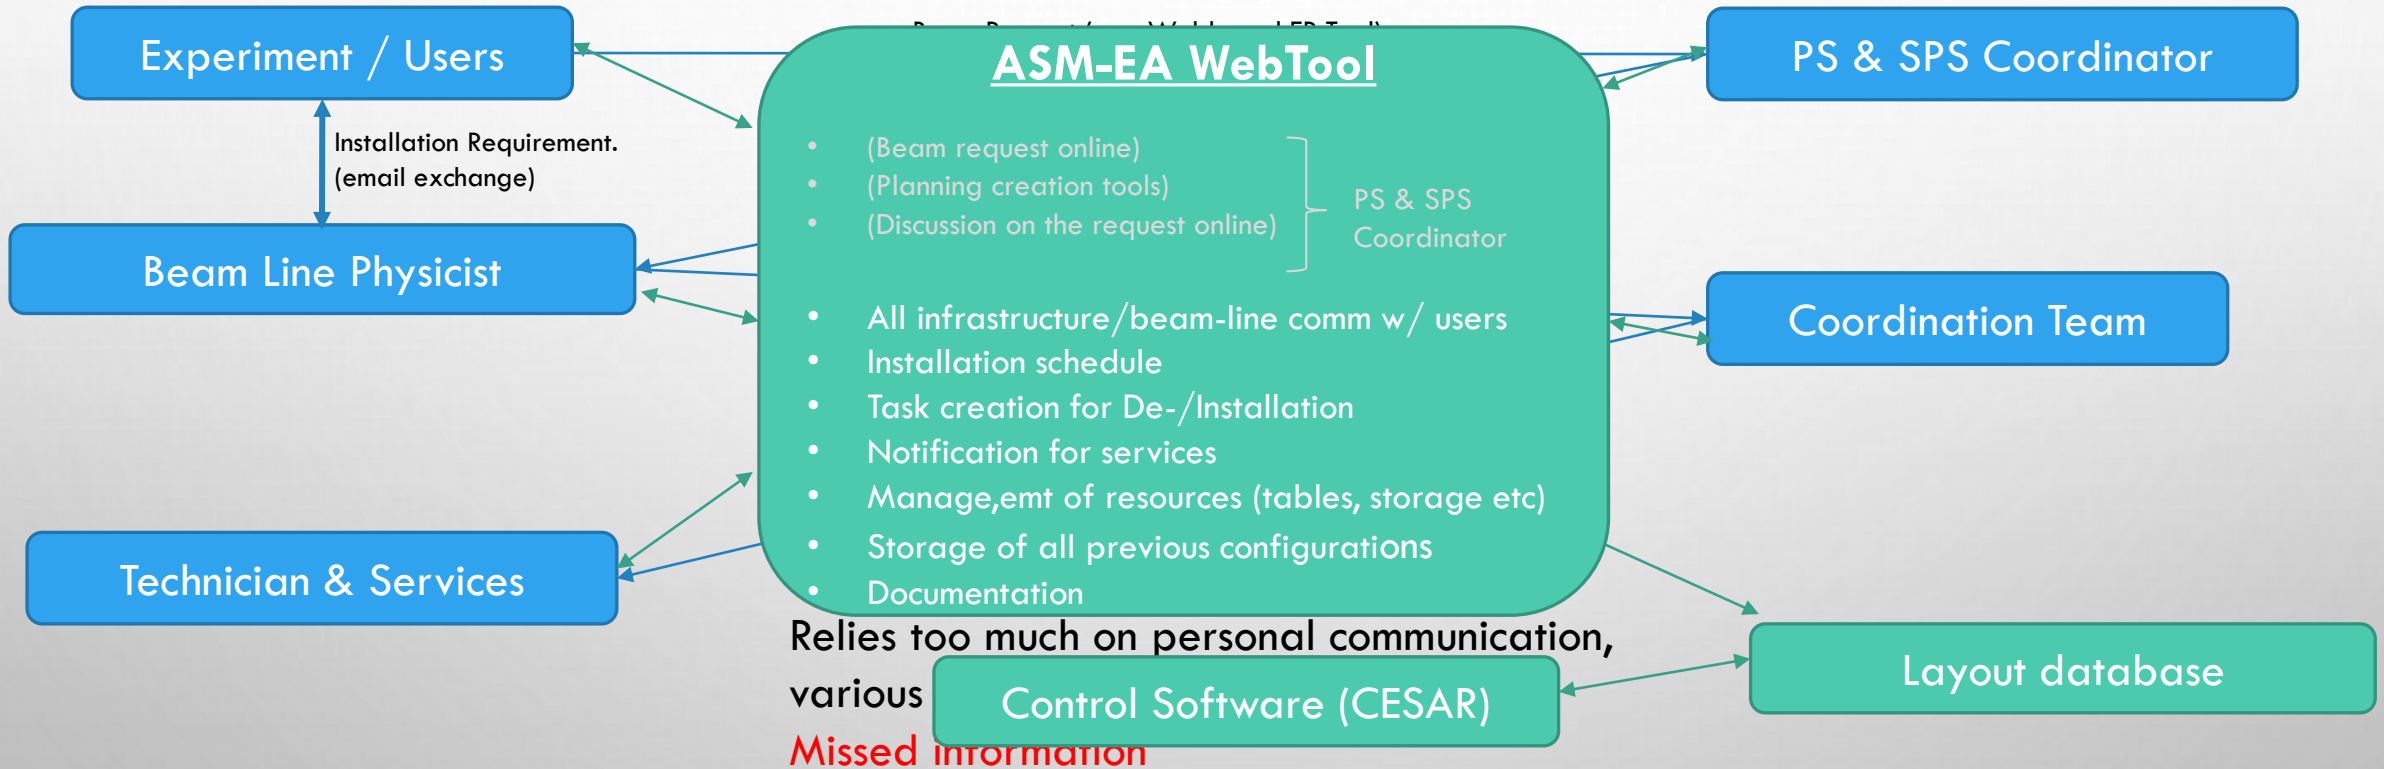 Experiment / Users
ASM-EA WebTool
PS & SPS Coordinator
Installation Requirement.
(email exchange)
• (Beam request online)
• (Planning creation tools)
• (Discussion on the request online)
PS & SPS
Coordinator
Beam Line Physicist
• All infrastructure/beam-line comm w/ users
• Installation schedule
• Task creation for De-/Installation
• Notification for services
• Manage,emt of resources (tables, storage etc)
• Storage of all previous configurations
• Documentation
Coordination Team
Technician & Services
Relies too much on personal communication,
various
Missed information
Control Software (CESAR)
Layout database